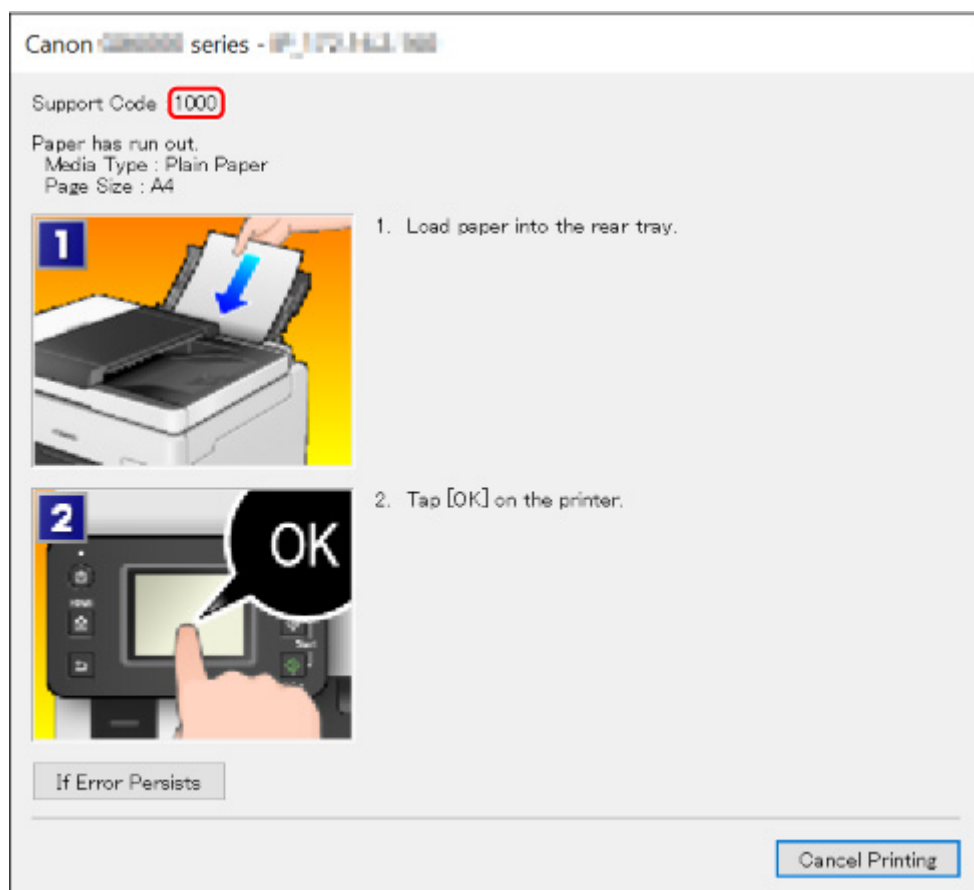 Canon series -
Support Code : 1000
Paper has run out.
Media Type : Plain Paper
Page Size : A4
1
1. Load paper into the rear tray.
2
OK
2. Tap [OK] on the printer.
If Error Persists
Cancel Printing